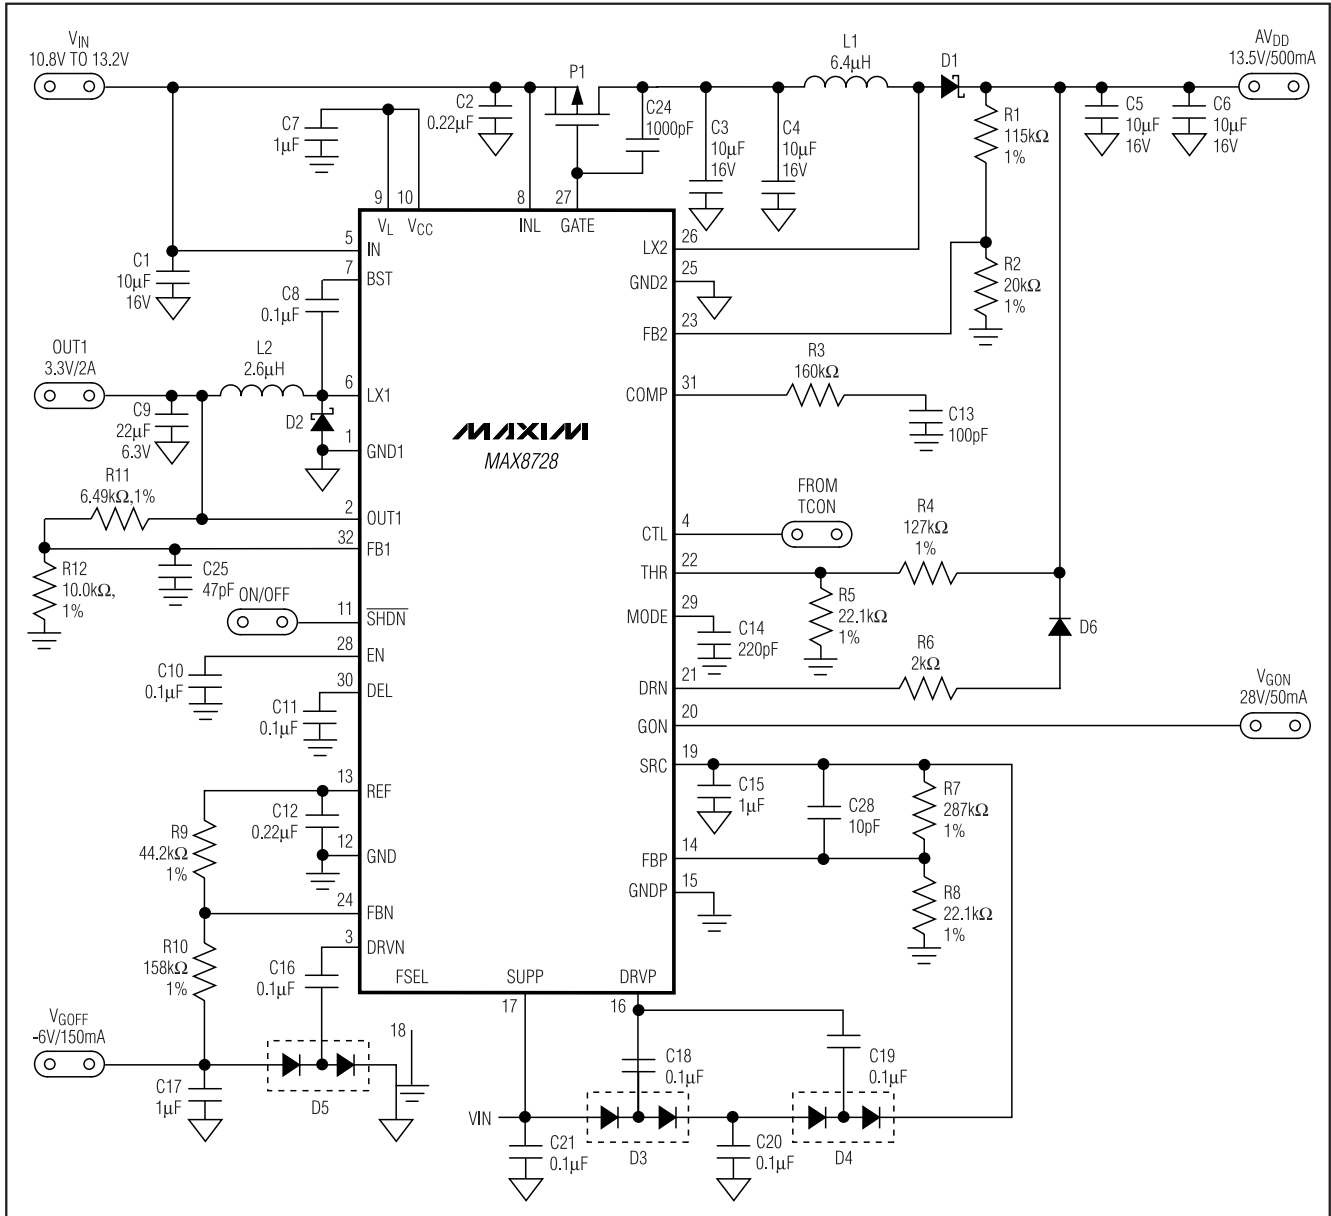 VIN
10.8V TO 13.2V
C7
1µF
C2
0.22µF
P1
C24
1000pF
C3
10µF
16V
C4
10µF
16V
L1
6.4µH
D1
R1
115kΩ
1%
C5
10µF
16V
C6
10µF
16V
AVDD
13.5V/500mA
9
10
8
27
VL
VCC
INL
GATE
5
IN
7
BST
C1
10µF
16V
C8
0.1µF
OUT1
3.3V/2A
L2
2.6µH
6
LX1
C9
22µF
6.3V
D2
1
GND1
R11
6.49kΩ,1%
2
OUT1
32
FB1
R12
10.0kΩ,
1%
C25
47pF
ON/OFF
11
SHDN
28
EN
C10
0.1µF
30
DEL
C11
0.1µF
13
REF
C12
0.22µF
12
GND
R9
44.2kΩ
1%
24
FBN
3
DRVN
R10
158kΩ
1%
C16
0.1µF
VGOFF
-6V/150mA
C17
1µF
D5
MAXIM
MAX8728
FSEL
SUPP
DRVP
18
17
16
LX2
26
GND2
25
FB2
23
R2
20kΩ
1%
COMP
31
R3
160kΩ
C13
100pF
CTL
4
FROM
TCON
THR
22
R4
127kΩ
1%
R5
22.1kΩ
1%
MODE
29
C14
220pF
D6
DRN
21
R6
2kΩ
GON
20
VGON
28V/50mA
SRC
19
C15
1µF
C28
10pF
R7
287kΩ
1%
FBP
14
GNDP
15
R8
22.1kΩ
1%
C18
0.1µF
C19
0.1µF
VIN
C21
0.1µF
D3
C20
0.1µF
D4